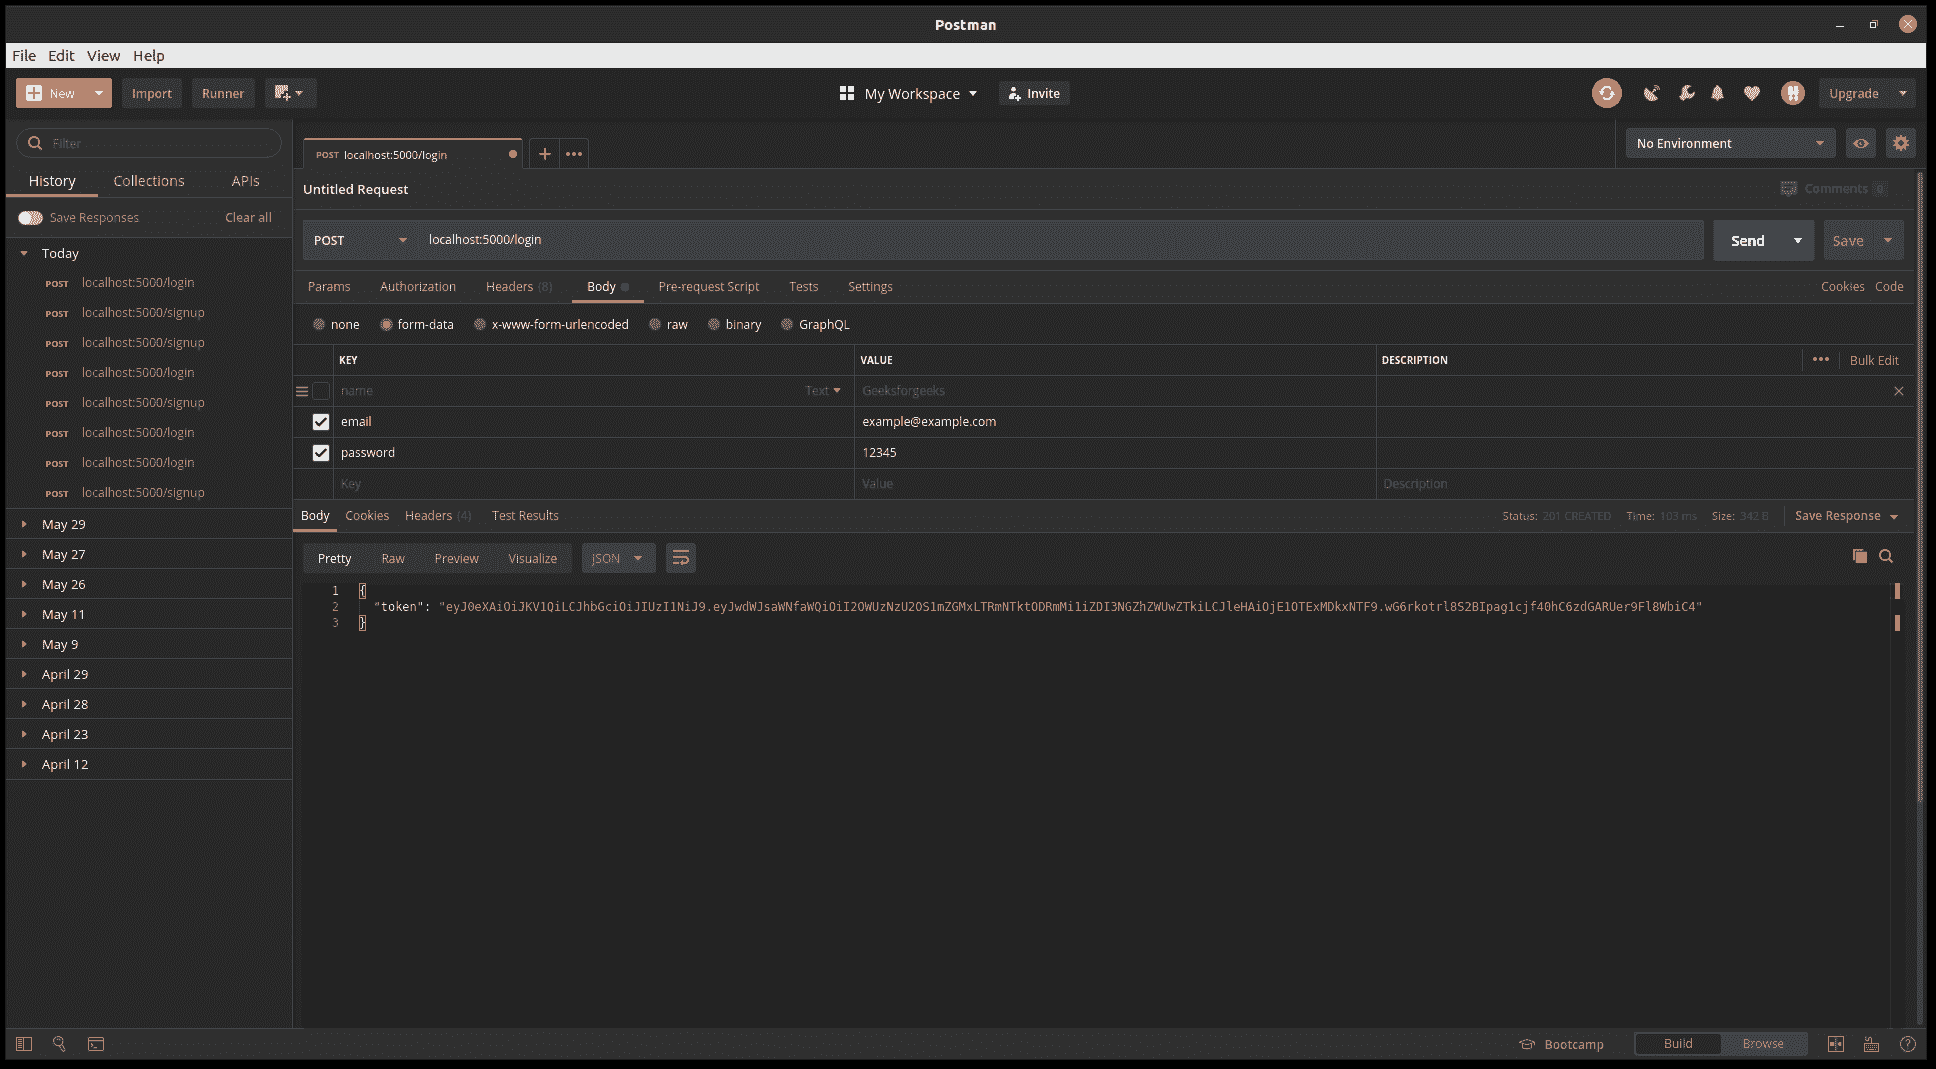 Postman
File Edit View Help
New Import Runner My Workspace Invite Upgrade
Filter
History Collections APIs
Save Responses Clear all
Today
POST localhost:5000/login
POST localhost:5000/signup
POST localhost:5000/signup
POST localhost:5000/login
POST localhost:5000/signup
POST localhost:5000/login
POST localhost:5000/login
POST localhost:5000/signup
May 29
May 27
May 26
May 11
May 9
April 29
April 28
April 23
April 12
POST localhost:5000/login
No Environment
Untitled Request Comments 0
POST localhost:5000/login Send Save
Params Authorization Headers (8) Body Pre-request Script Tests Settings Cookies Code
none form-data x-www-form-urlencoded raw binary GraphQL
KEY VALUE DESCRIPTION Bulk Edit
name Text Geeksforgeeks
email example@example.com
password 12345
Key Value Description
Body Cookies Headers (4) Test Results Status: 201 CREATED Time: 103 ms Size: 342 B Save Response
Pretty Raw Preview Visualize JSON
1 {
2 "token": "eyJ0eXAiOiJKV1QiLCJhbGciOiJIUzI1NiJ9.eyJwdWJsaWNfaWQiOiI2OWUzNzU2OS1mZGMxLTRmNTktODRmMi1iZDI3NGZhZWUwZTkiLCJleHAiOjE1OTExMDkxNTF9.wG6rkotrl8S2BIpag1cjf40hC6zdGARUer9Fl8WbiC4"
3 }
Bootcamp Build Browse